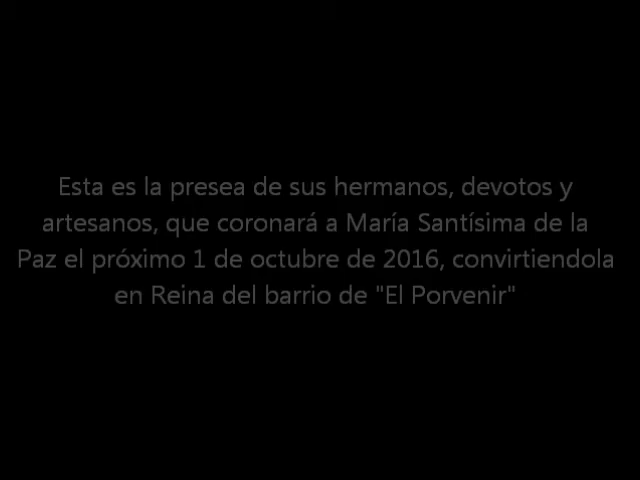 Esta es la presea de sus hermanos, devotos y
artesanos, que coronará a María Santísima de la
Paz el próximo 1 de octubre de 2016, convirtiendola
en Reina del barrio de "El Porvenir"